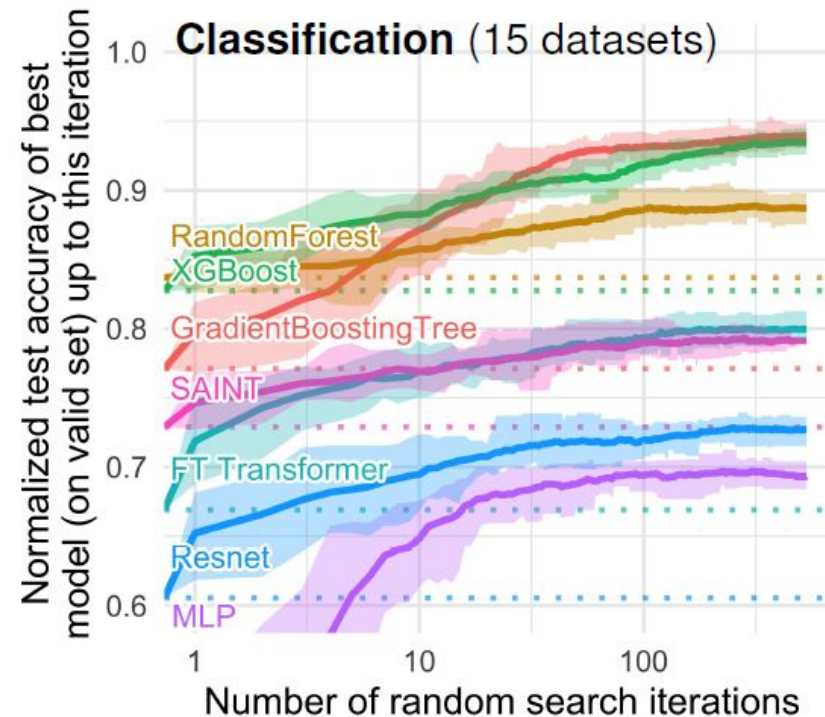 Classification (15 datasets)
Normalized test accuracy of best
model (on valid set) up to this iteration
1.0
0.9
0.8
0.7
0.6
RandomForest
XGBoost
GradientBoostingTree
SAINT
FT Transformer
Resnet
MLP
1 10 100
Number of random search iterations